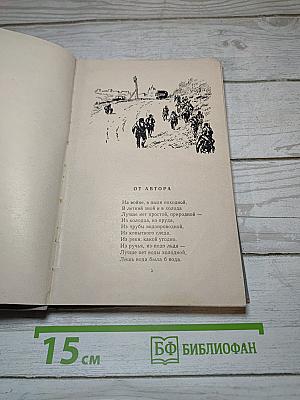 ОТ АВТОРА
На войне, в пыли походной,
В летний зной и в холода
Лучше нет простой, природной —
Из колодца, из пруда,
Из трубы водопроводной,
Из копытного следа,
Из реки, какой угодно,
Из ручья, из-подо льда —
Лучше нет воды холодной,
Лишь вода была б вода.
5
15 см
БФ БИБЛИОФАН